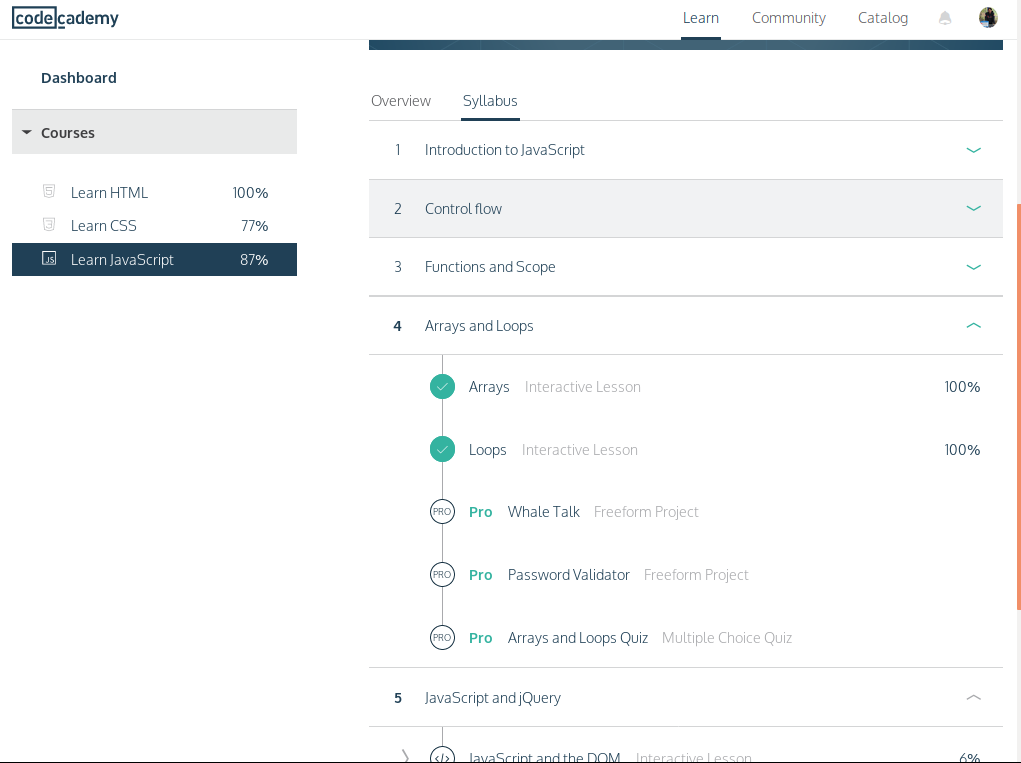 codecademy
Learn Community Catalog
Dashboard
Courses
Learn HTML 100%
Learn CSS 77%
JS Learn JavaScript 87%
Overview Syllabus
1 Introduction to JavaScript
2 Control flow
3 Functions and Scope
4 Arrays and Loops
Arrays Interactive Lesson 100%
Loops Interactive Lesson 100%
PRO Pro Whale Talk Freeform Project
PRO Pro Password Validator Freeform Project
PRO Pro Arrays and Loops Quiz Multiple Choice Quiz
5 JavaScript and jQuery
</> JavaScript and the DOM Interactive Lesson 6%